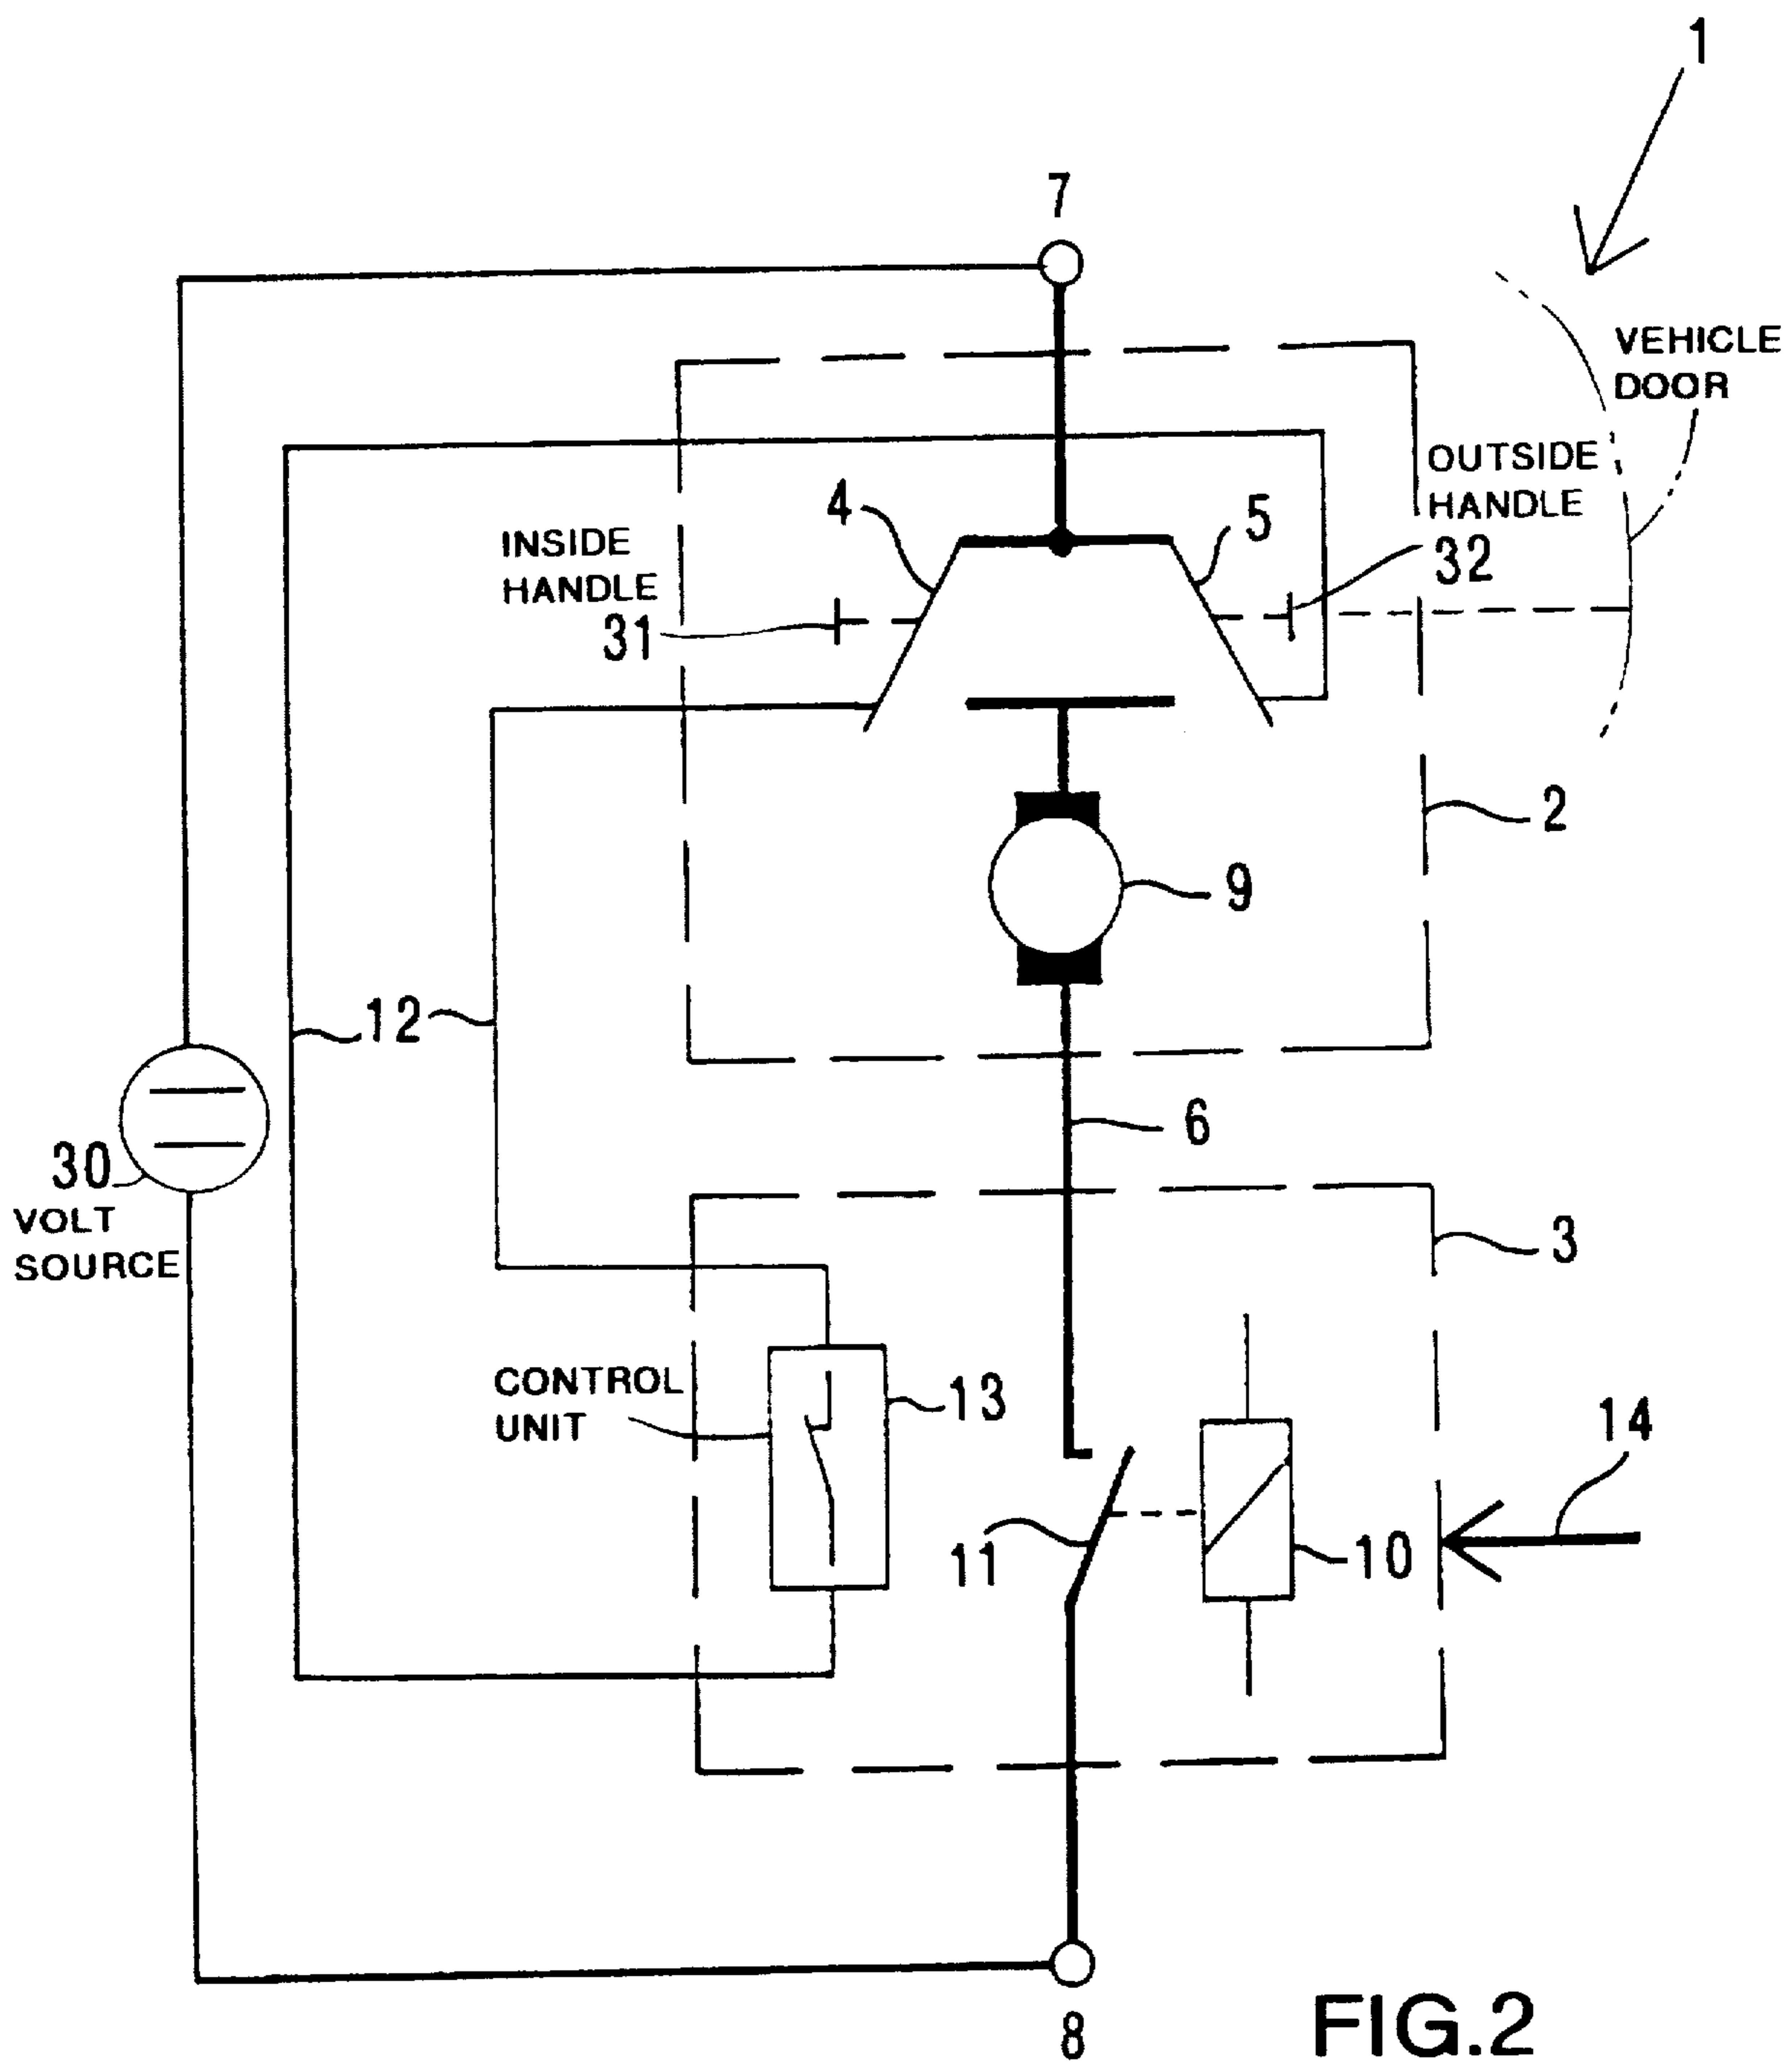 1
7
VEHICLE
DOOR
OUTSIDE
HANDLE
32
4
5
INSIDE
HANDLE
31
2
9
12
6
30
VOLT
SOURCE
3
CONTROL
UNIT
13
14
11
10
8
FIG.2